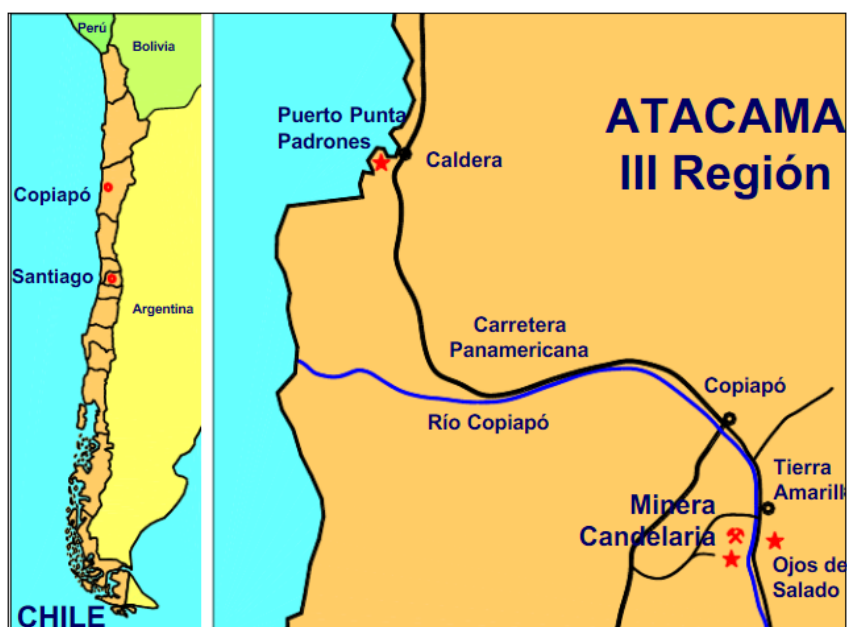 Perú
Bolivia
Copiapó
Santiago
Argentina
CHILE
Puerto Punta
Padrones
Caldera
ATACAMA
III Región
Carretera
Panamericana
Río Copiapó
Copiapó
Tierra
Amarill
Minera
Candelaria
Ojos de
Salado